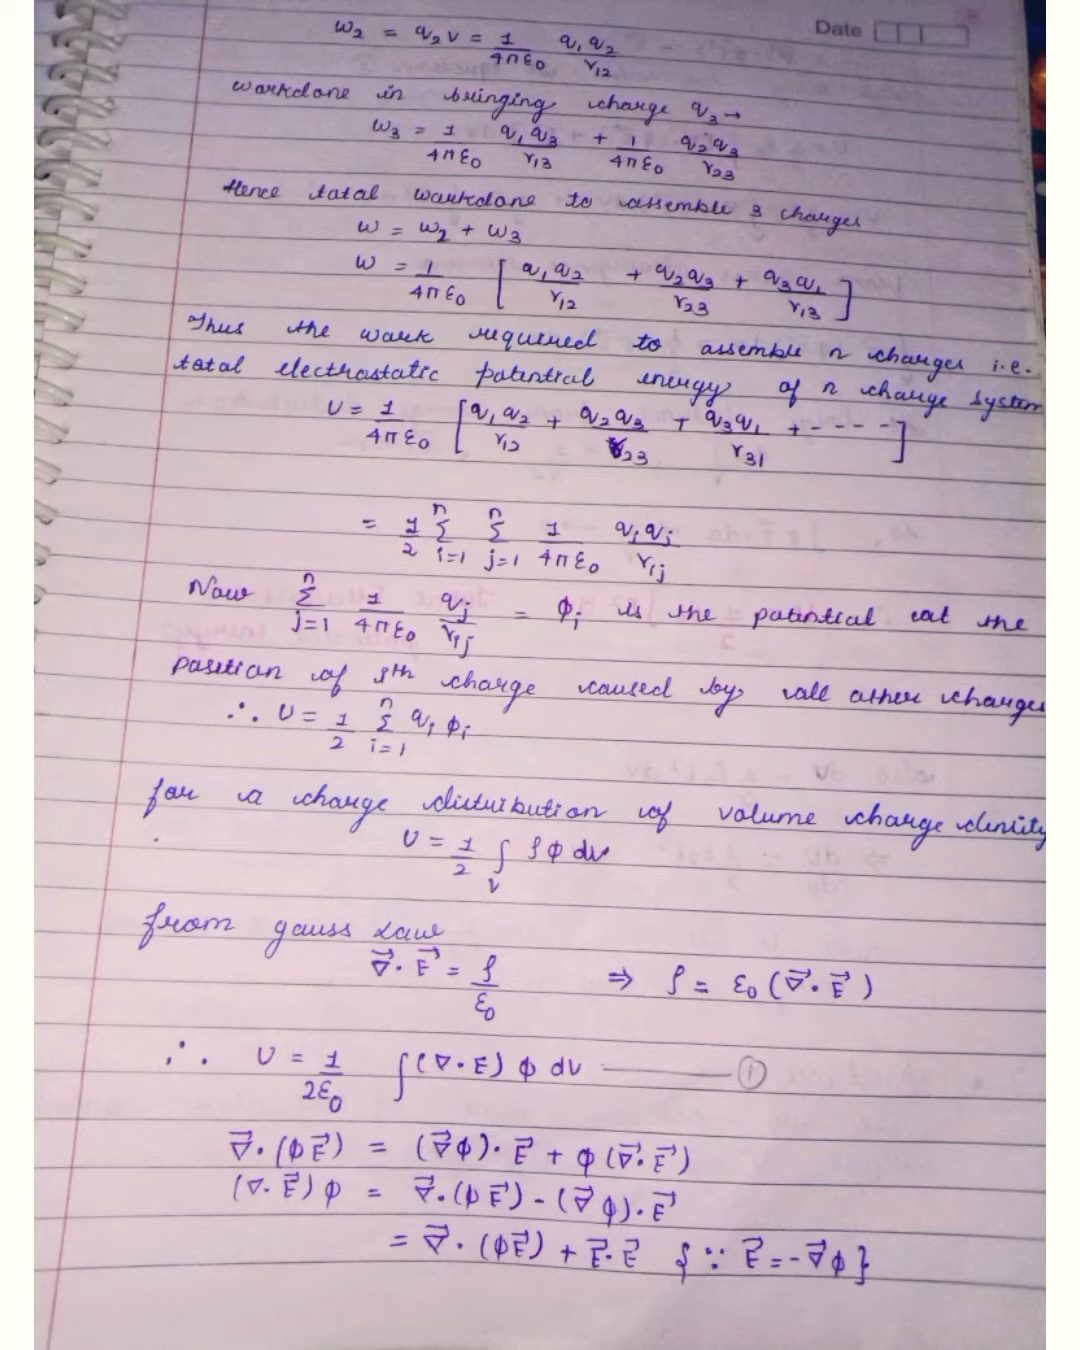 Date
W₂ = q₂V = 1/4πε₀ q₁q₂/r₁₂
workdone in bringing charge q₃ →
W₃ = 1/4πε₀ q₁q₃/r₁₃ + 1/4πε₀ q₂q₃/r₂₃
Hence total workdone to assemble 3 charges
W = W₂ + W₃
W = 1/4πε₀ [q₁q₂/r₁₂ + q₂q₃/r₂₃ + q₃q₁/r₁₃]
Thus the work required to assemble n charges i.e.
total electrostatic potential energy of n charge system
U = 1/4πε₀ [q₁q₂/r₁₂ + q₂q₃/r₂₃ + q₃q₁/r₃₁ + - - - -]
= 1/2 Σⁿᵢ₌₁ Σⁿⱼ₌₁ 1/4πε₀ qᵢqⱼ/rᵢⱼ
Now Σⁿⱼ₌₁ 1/4πε₀ qⱼ/rᵢⱼ = ϕᵢ is the potential at the
position of iᵗʰ charge caused by all other charges
∴ U = 1/2 Σⁿᵢ₌₁ qᵢ ϕᵢ
for a charge distribution of volume charge density
U = 1/2 ∫ᵥ ρ ϕ dv
from gauss law
∇⃗·E⃗ = ρ/ε₀ ⇒ ρ = ε₀ (∇⃗·E⃗)
∴ U = 1/2ε₀ ∫(∇·E) ϕ dv ——— ①
∇⃗·(ϕE⃗) = (∇⃗ϕ)·E⃗ + ϕ(∇⃗·E⃗)
(∇·E⃗)ϕ = ∇⃗·(ϕE⃗) - (∇⃗ϕ)·E⃗
= ∇⃗·(ϕE⃗) + E⃗·E⃗ {∵ E⃗ = -∇⃗ϕ}